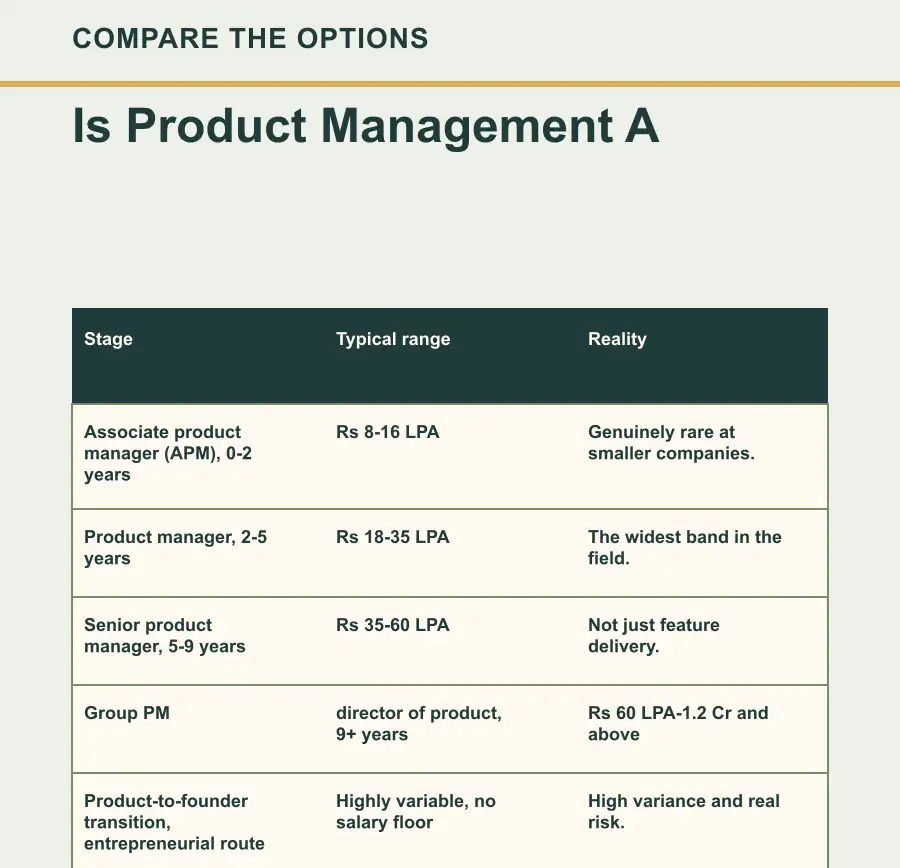 COMPARE THE OPTIONS
Is Product Management A
Stage
Typical range
Reality
Associate product
manager (APM), 0-2
years
Rs 8-16 LPA
Genuinely rare at
smaller companies.
Product manager, 2-5
years
Rs 18-35 LPA
The widest band in the
field.
Senior product
manager, 5-9 years
Rs 35-60 LPA
Not just feature
delivery.
Group PM
director of product,
9+ years
Rs 60 LPA-1.2 Cr and
above
Product-to-founder
transition,
entrepreneurial route
Highly variable, no
salary floor
High variance and real
risk.